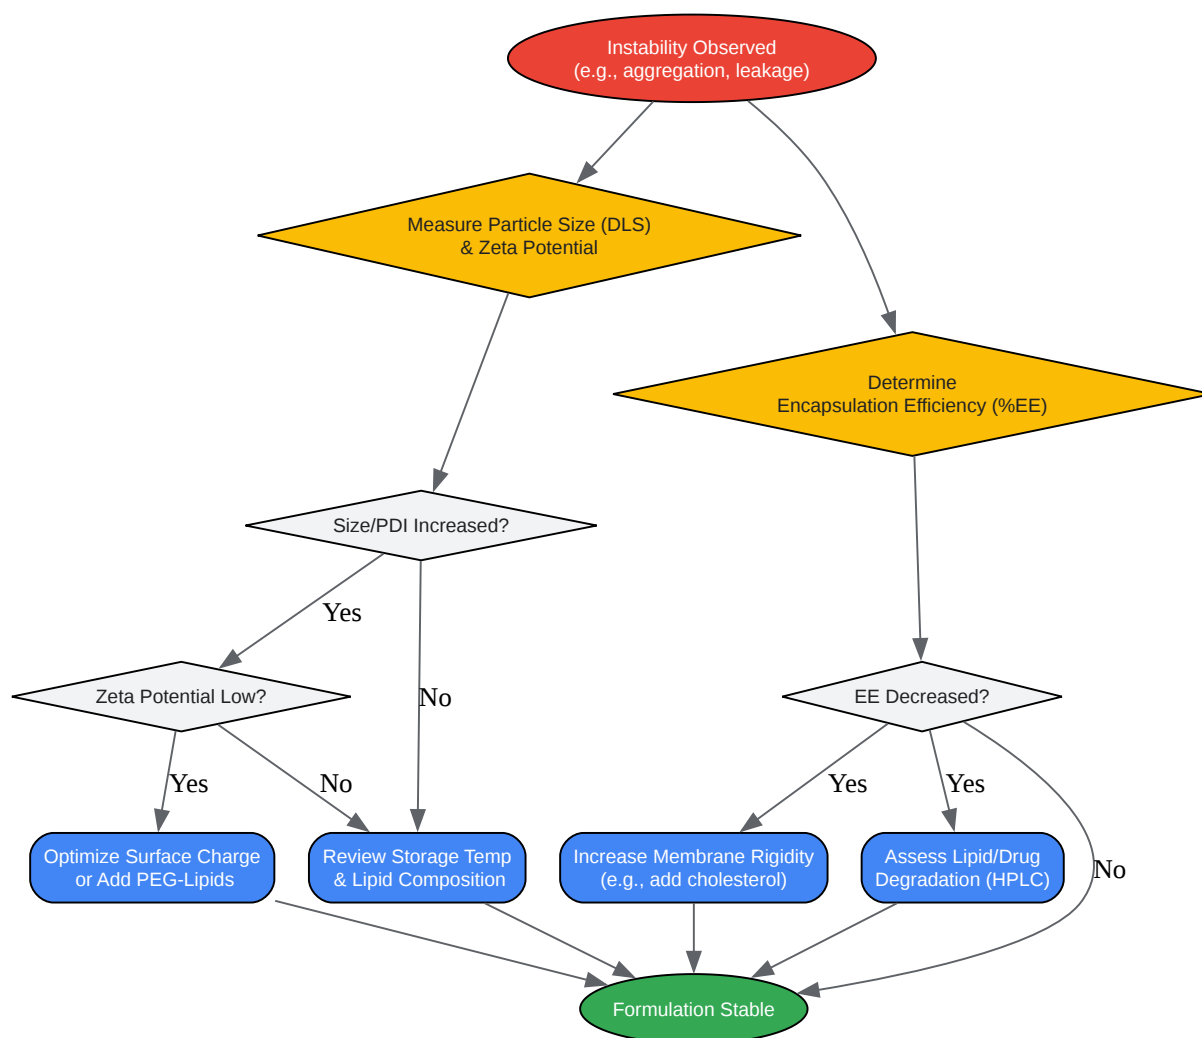 Instability Observed
(e.g., aggregation, leakage)
Measure Particle Size (DLS)
& Zeta Potential
Determine
Encapsulation Efficiency (%EE)
Size/PDI Increased?
Yes
No
Zeta Potential Low?
EE Decreased?
Yes
No
Yes
Yes
No
Optimize Surface Charge
or Add PEG-Lipids
Review Storage Temp
& Lipid Composition
Increase Membrane Rigidity
(e.g., add cholesterol)
Assess Lipid/Drug
Degradation (HPLC)
Formulation Stable